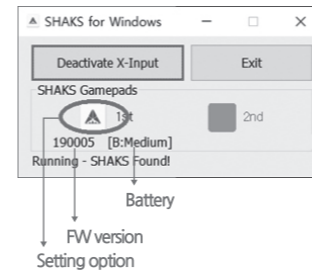 SHAKS for Windows
Deactivate X-Input Exit
SHAKS Gamepads
1st 2nd
190005 [B:Medium]
Running - SHAKS Found!
Battery
FW version
Setting option